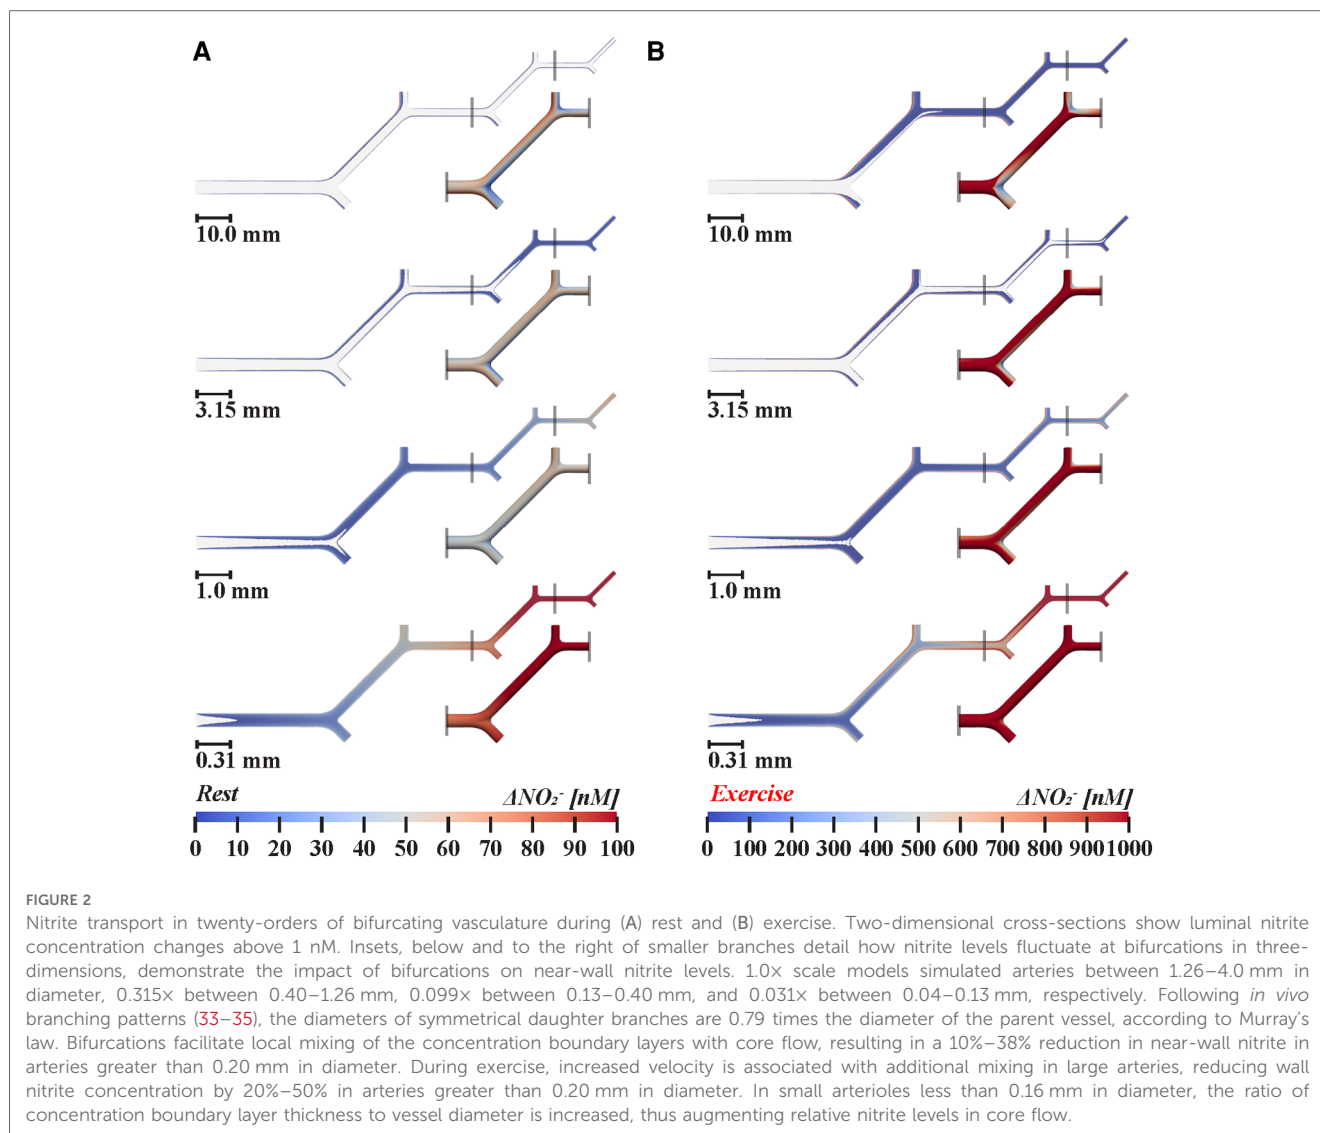 A
B
10.0 mm
10.0 mm
3.15 mm
3.15 mm
1.0 mm
1.0 mm
0.31 mm
0.31 mm
Rest
ΔNO₂⁻ [nM]
0 10 20 30 40 50 60 70 80 90 100
Exercise
ΔNO₂⁻ [nM]
0 100 200 300 400 500 600 700 800 900 1000
FIGURE 2
Nitrite transport in twenty-orders of bifurcating vasculature during (A) rest and (B) exercise. Two-dimensional cross-sections show luminal nitrite
concentration changes above 1 nM. Insets, below and to the right of smaller branches detail how nitrite levels fluctuate at bifurcations in three-
dimensions, demonstrate the impact of bifurcations on near-wall nitrite levels. 1.0× scale models simulated arteries between 1.26–4.0 mm in
diameter, 0.315× between 0.40–1.26 mm, 0.099× between 0.13–0.40 mm, and 0.031× between 0.04–0.13 mm, respectively. Following in vivo
branching patterns (33–35), the diameters of symmetrical daughter branches are 0.79 times the diameter of the parent vessel, according to Murray's
law. Bifurcations facilitate local mixing of the concentration boundary layers with core flow, resulting in a 10%–38% reduction in near-wall nitrite in
arteries greater than 0.20 mm in diameter. During exercise, increased velocity is associated with additional mixing in large arteries, reducing wall
nitrite concentration by 20%–50% in arteries greater than 0.20 mm in diameter. In small arterioles less than 0.16 mm in diameter, the ratio of
concentration boundary layer thickness to vessel diameter is increased, thus augmenting relative nitrite levels in core flow.